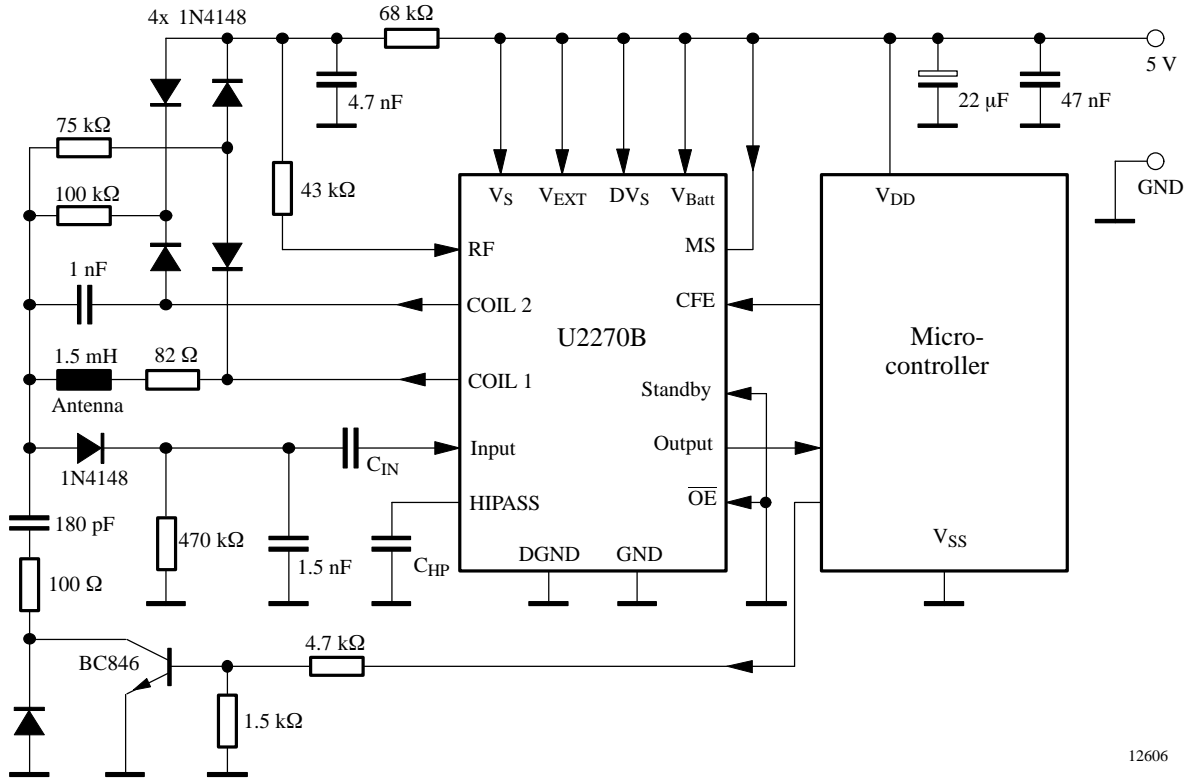 4x 1N4148
68 kΩ
5 V
4.7 nF
22 µF
47 nF
75 kΩ
GND
43 kΩ
100 kΩ
VS
VEXT
DVS
VBatt
VDD
RF
MS
1 nF
COIL 2
CFE
U2270B
Micro-
controller
1.5 mH
82 Ω
COIL 1
Antenna
Standby
Input
Output
CIN
1N4148
HIPASS
OE
180 pF
470 kΩ
1.5 nF
CHP
DGND
GND
VSS
100 Ω
4.7 kΩ
BC846
1.5 kΩ
12606